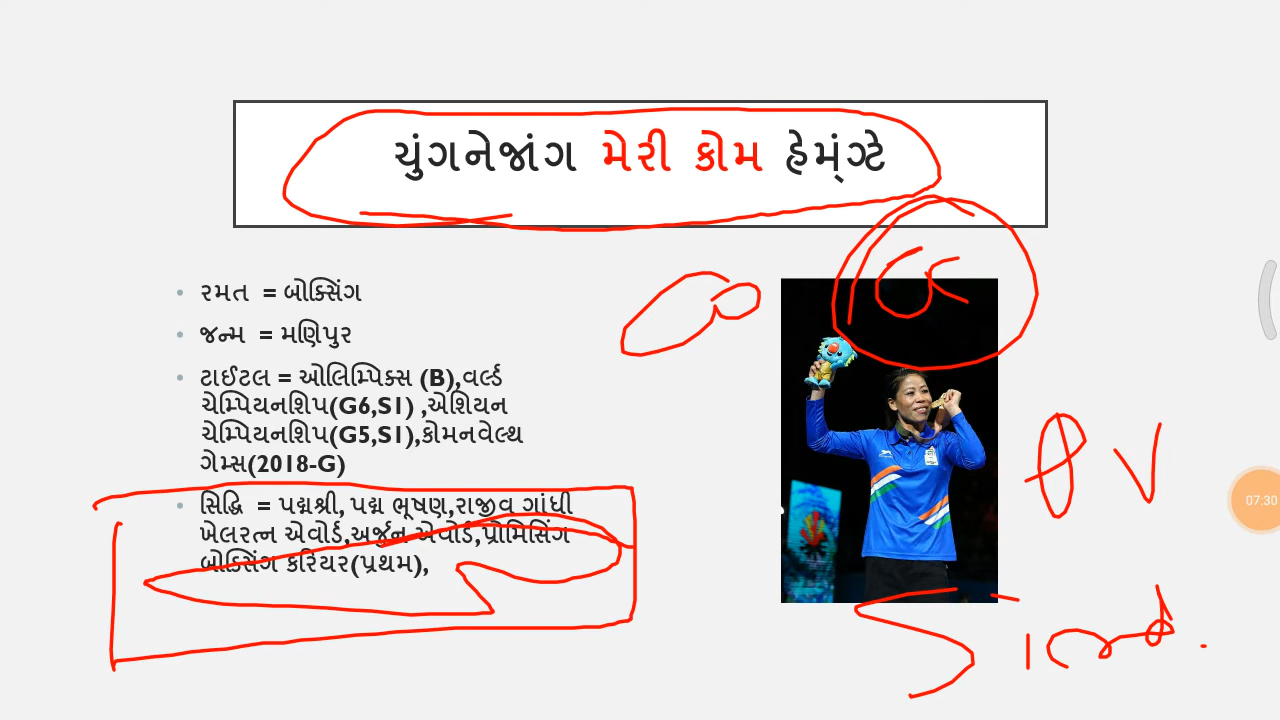 ચુંગનેજાંગ મેરી કોમ હેમ્ંગ્ટે
• રમત = બોક્સિંગ
• જન્મ = મણિપુર
• ટાઈટલ = ઓલિમ્પિક્સ (B),વર્લ્ડ
ચેમ્પિયનશિપ(G6,S1) ,એશિયન
ચેમ્પિયનશિપ(G5,S1),કોમનવેલ્થ
ગેમ્સ(2018-G)
• સિદ્ધિ = પદ્મશ્રી, પદ્મ ભૂષણ,રાજીવ ગાંધી
ખેલરત્ન એવોર્ડ,અર્જુન એવોર્ડ,પ્રોમિસિંગ
બોક્સિંગ કરિયર(પ્રથમ),
07:30